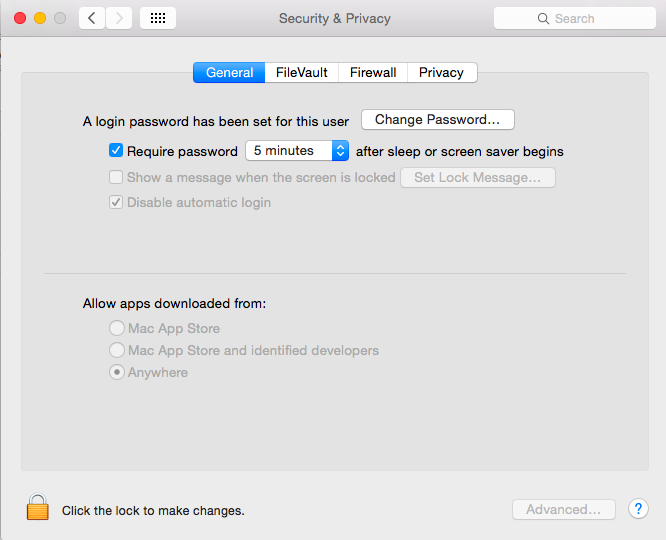 Security & Privacy
Search
General FileVault Firewall Privacy
A login password has been set for this user Change Password...
Require password 5 minutes after sleep or screen saver begins
Show a message when the screen is locked Set Lock Message...
Disable automatic login
Allow apps downloaded from:
Mac App Store
Mac App Store and identified developers
Anywhere
Click the lock to make changes.
Advanced... ?